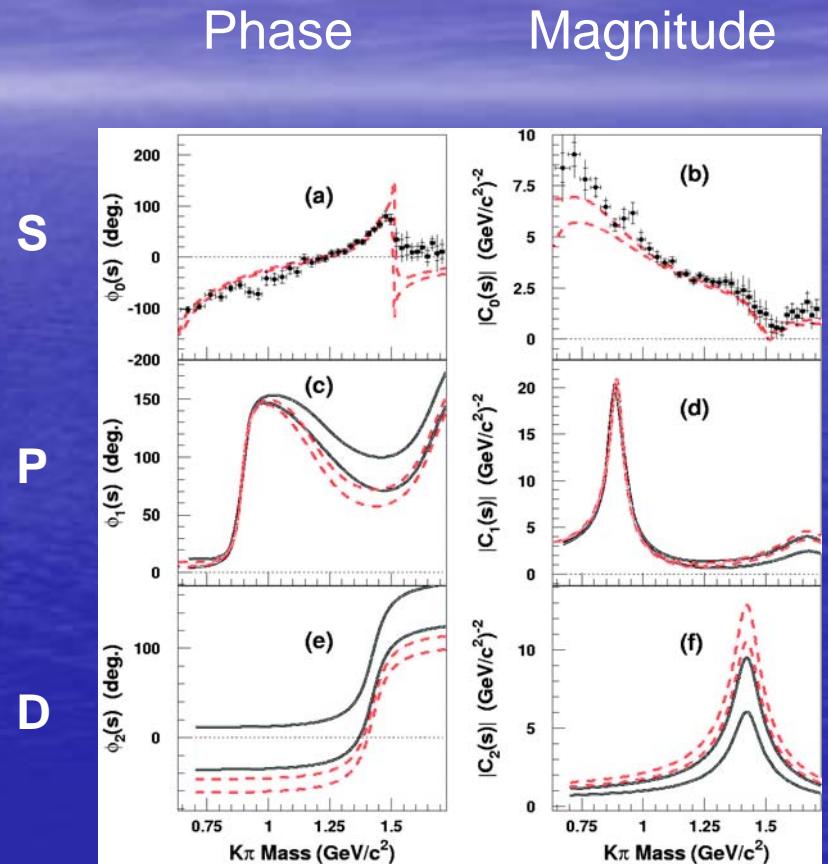 Phase Magnitude
S
P
D
φ₀(s) (deg.)
200
100
0
-100
-200
(a)
|C₀(s)| (GeV/c²)⁻²
10
7.5
5
2.5
0
(b)
φ₁(s) (deg.)
150
100
50
0
(c)
|C₁(s)| (GeV/c²)⁻²
20
15
10
5
0
(d)
φ₂(s) (deg.)
100
0
(e)
0.75 1 1.25 1.5
Kπ Mass (GeV/c²)
|C₂(s)| (GeV/c²)⁻²
10
5
0
(f)
0.75 1 1.25 1.5
Kπ Mass (GeV/c²)